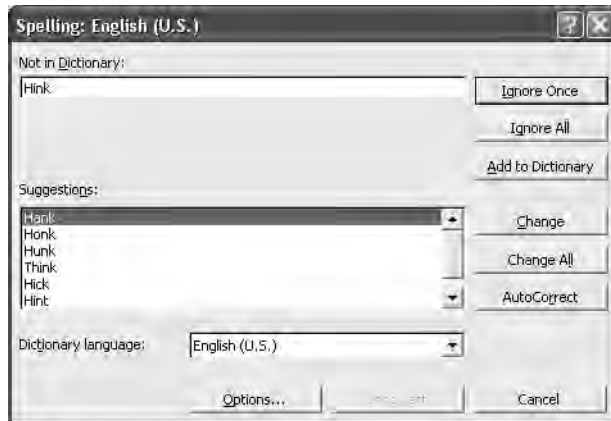 Spelling: English (U.S.)
Not in Dictionary:
Hink
Ignore Once
Ignore All
Add to Dictionary
Suggestions:
Hank
Honk
Hunk
Think
Hick
Hint
Change
Change All
AutoCorrect
Dictionary language:
English (U.S.)
Options...
Cancel